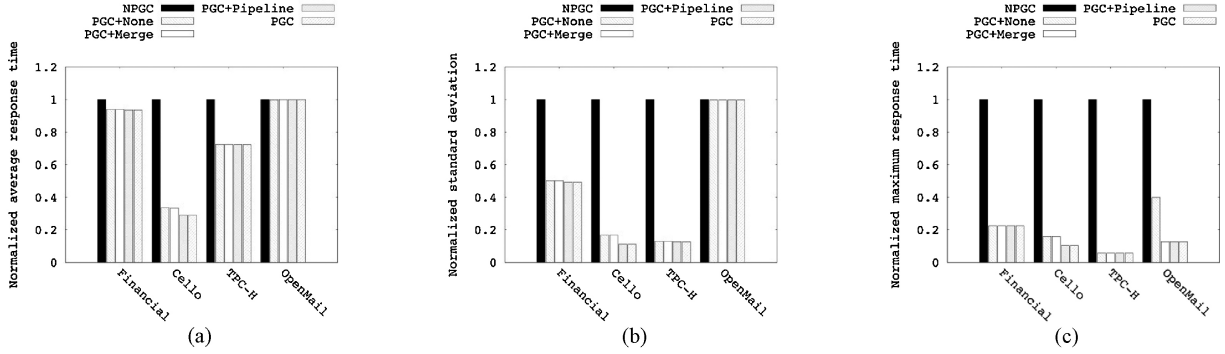 NPGC PGC+Pipeline
PGC+None PGC
PGC+Merge
Normalized average response time
1.2
1
0.8
0.6
0.4
0.2
0
Financial
Cello
TPC-H
OpenMail
(a)
NPGC PGC+Pipeline
PGC+None PGC
PGC+Merge
Normalized standard deviation
1.2
1
0.8
0.6
0.4
0.2
0
Financial
Cello
TPC-H
OpenMail
(b)
NPGC PGC+Pipeline
PGC+None PGC
PGC+Merge
Normalized maximum response time
1.2
1
0.8
0.6
0.4
0.2
0
Financial
Cello
TPC-H
OpenMail
(c)